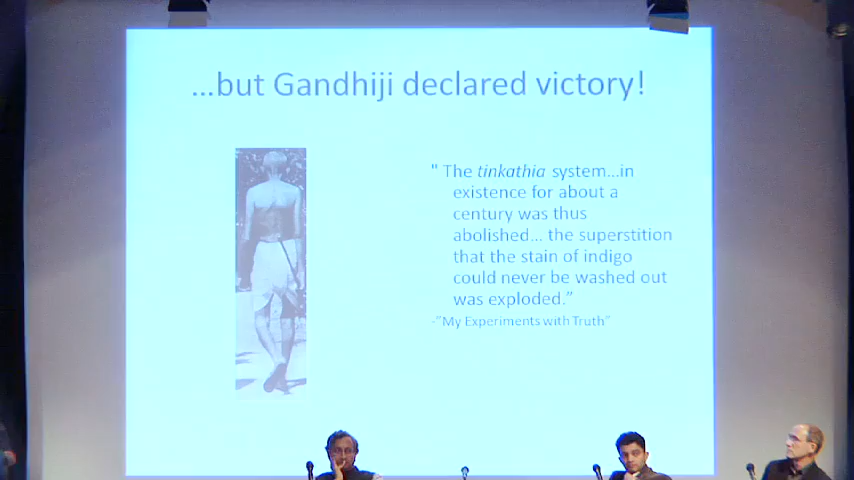 ...but Gandhiji declared victory!
" The tinkathia system...in
existence for about a
century was thus
abolished... the superstition
that the stain of indigo
could never be washed out
was exploded.”
-"My Experiments with Truth"